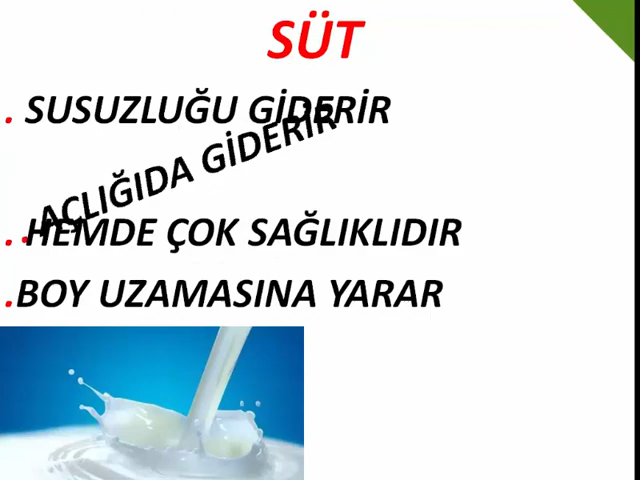 SÜT
. SUSUZLUĞU GİDERİR
. AÇLIĞIDA GİDERİR
. HEMDE ÇOK SAĞLIKLIDIR
.BOY UZAMASINA YARAR